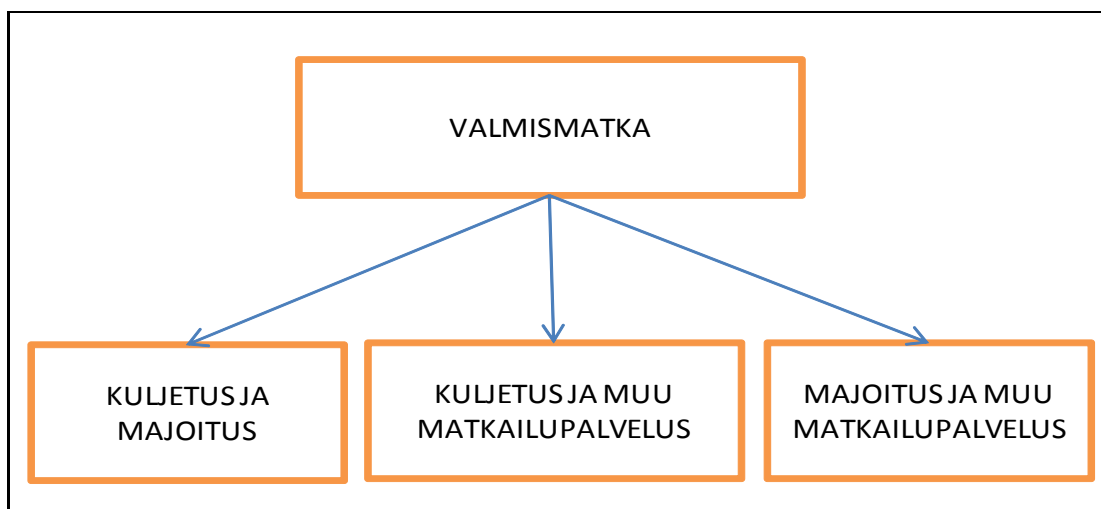 VALMISMATKA
KULJETUS JA
MAJOITUS
KULJETUS JA MUU
MATKAILUPALVELUS
MAJOITUS JA MUU
MATKAILUPALVELUS